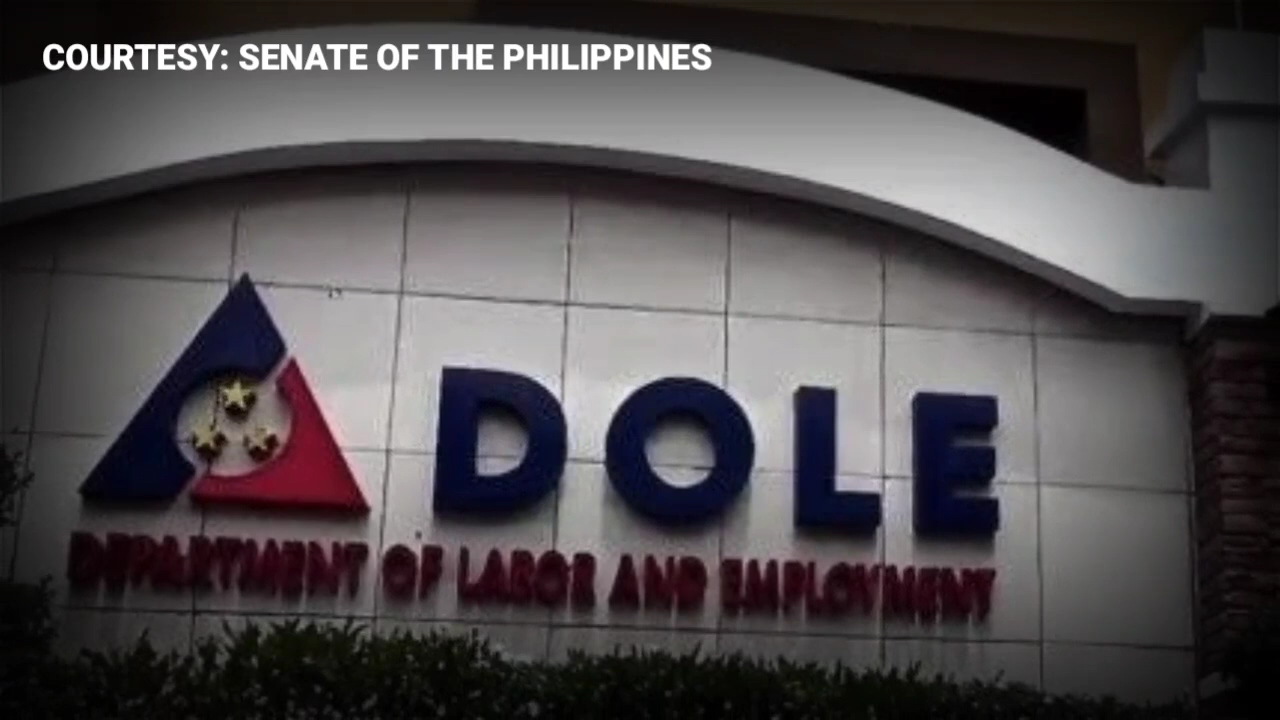 COURTESY: SENATE OF THE PHILIPPINES
DOLE
DEPARTMENT OF LABOR AND EMPLOYMENT